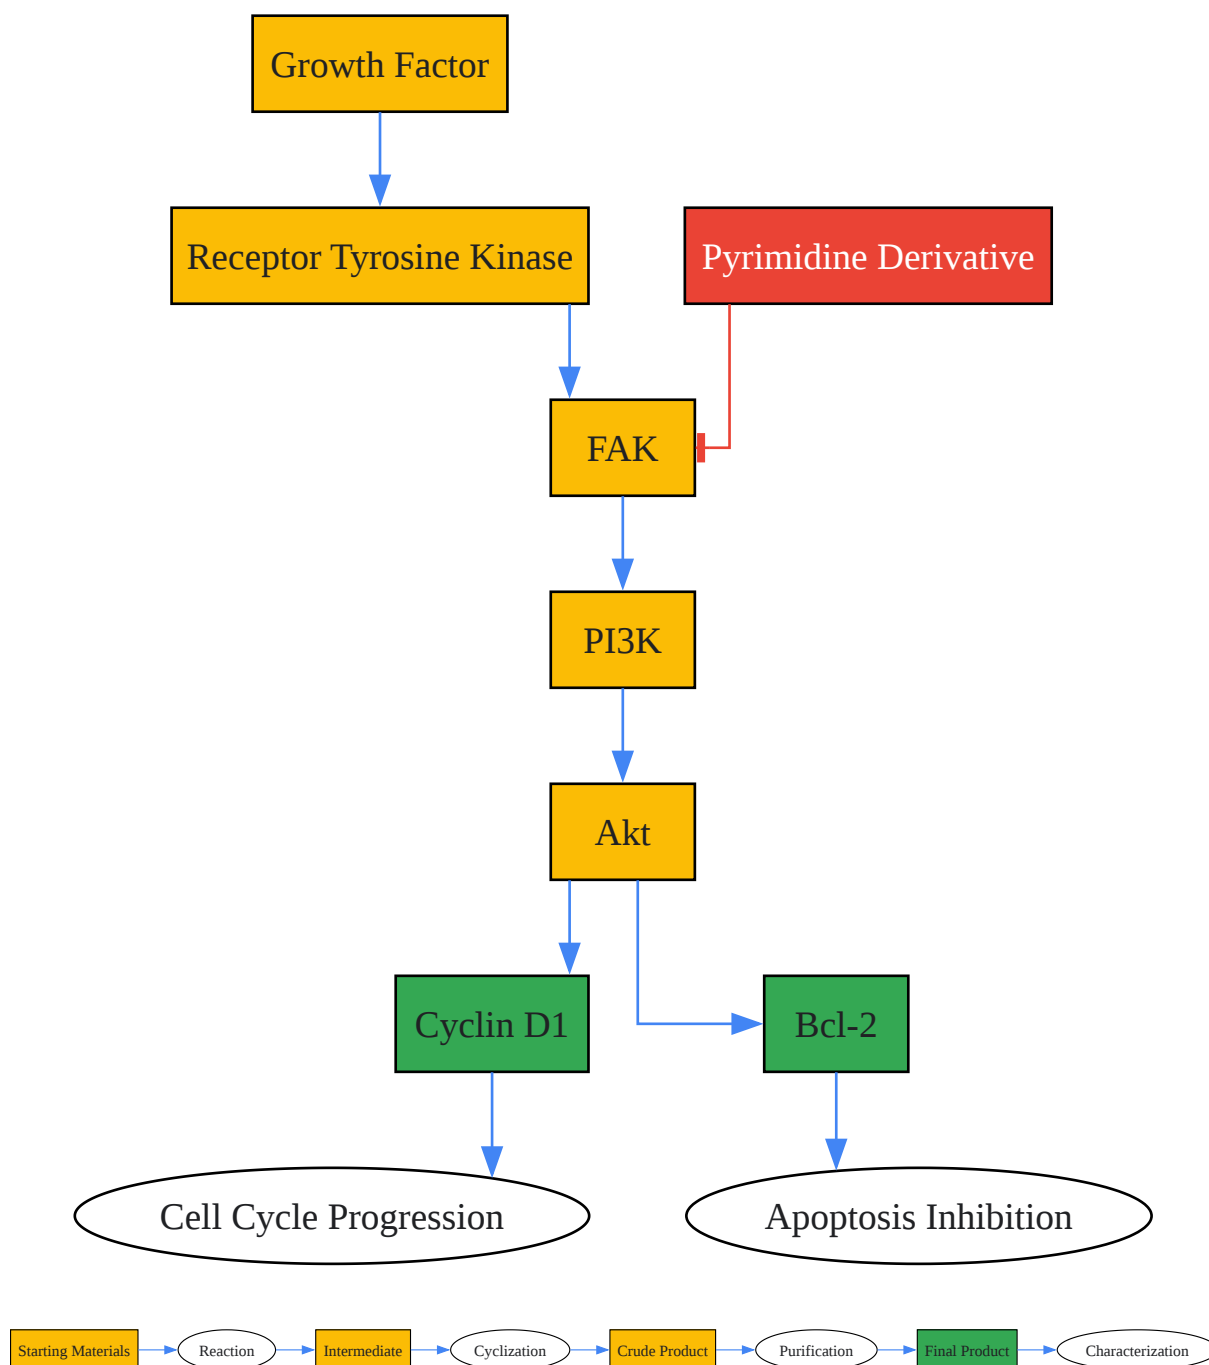 Growth Factor
Receptor Tyrosine Kinase
Pyrimidine Derivative
FAK
PI3K
Akt
Cyclin D1
Bcl-2
Cell Cycle Progression
Apoptosis Inhibition
Starting Materials
Reaction
Intermediate
Cyclization
Crude Product
Purification
Final Product
Characterization